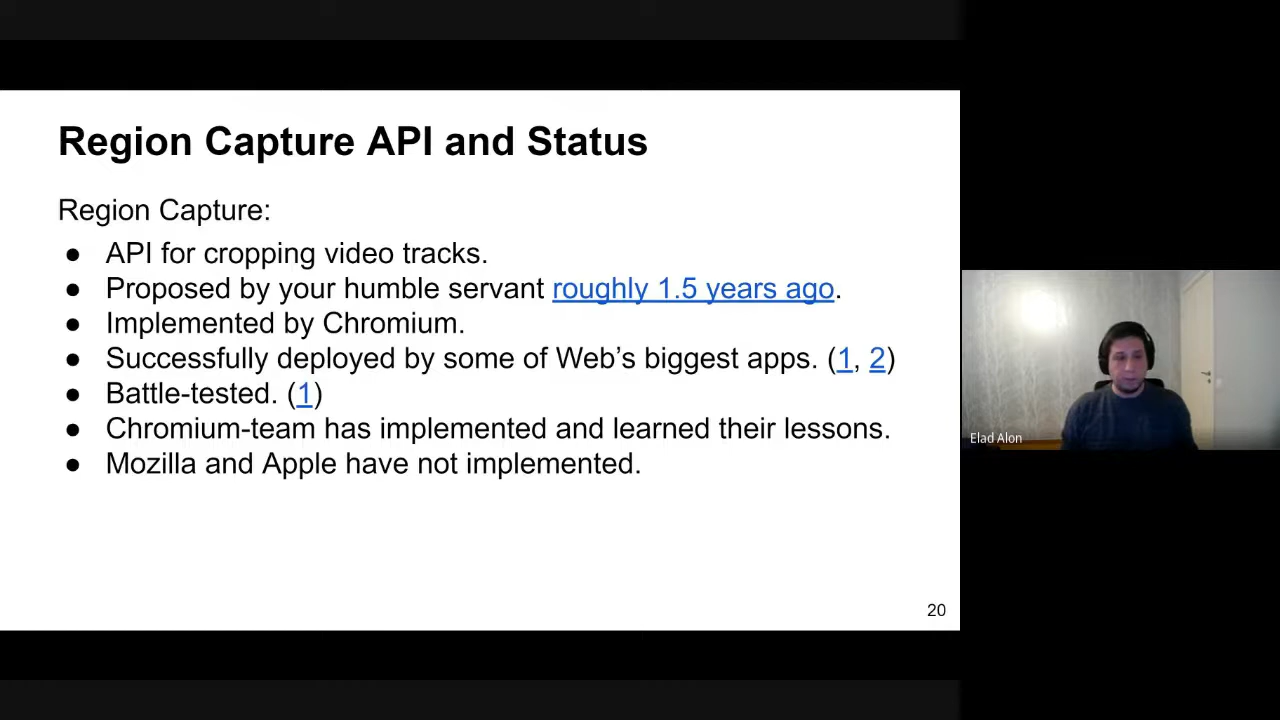 Region Capture API and Status
Region Capture:
● API for cropping video tracks.
● Proposed by your humble servant roughly 1.5 years ago.
● Implemented by Chromium.
● Successfully deployed by some of Web’s biggest apps. (1, 2)
● Battle-tested. (1)
● Chromium-team has implemented and learned their lessons.
● Mozilla and Apple have not implemented.
20
Elad Alon